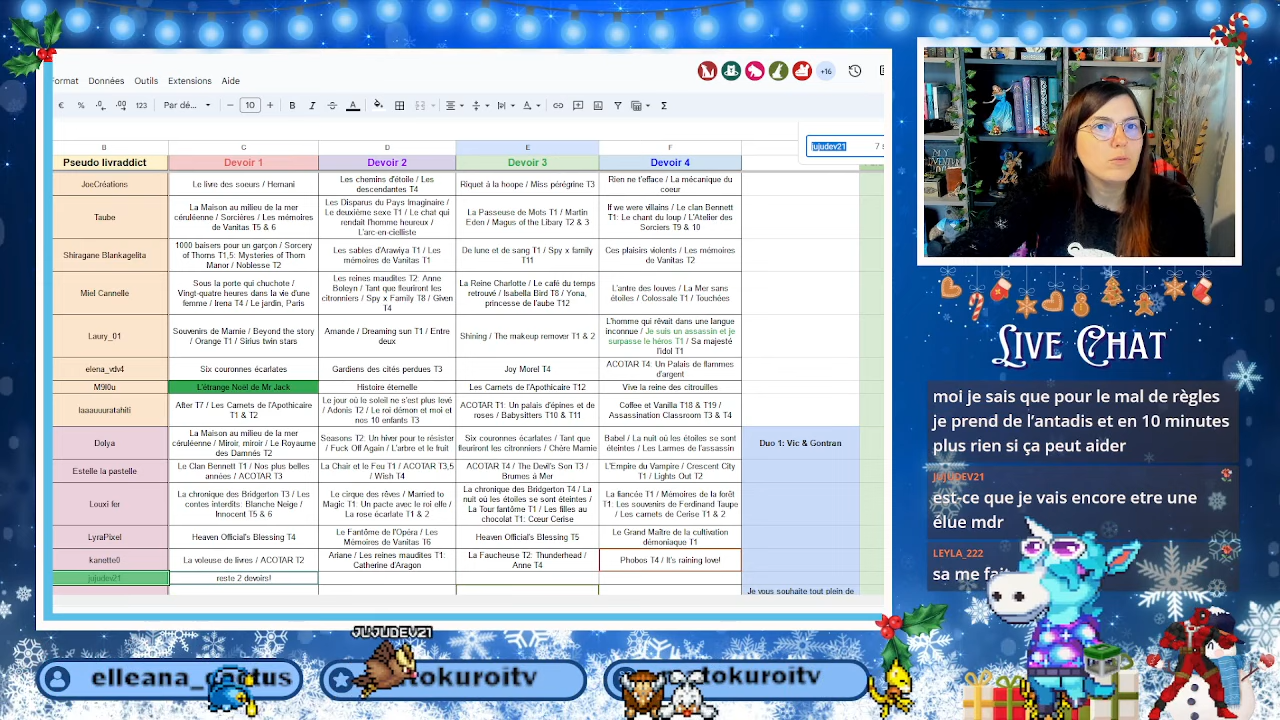 ormat Données Outils Extensions Aide
+16
€ % .0 .00 123 Par dé... − 10 + B I A Σ
B C D E F
jujudev21 7 s
Pseudo livraddict Devoir 1 Devoir 2 Devoir 3 Devoir 4
JoeCréations
Le livre des soeurs / Hernani
Les chemins d'étoile / Les
descendantes T4
Riquet à la hoope / Miss pérégrine T3
Rien ne t'efface / La mécanique du
coeur
Taube
La Maison au milieu de la mer
céruléenne / Sorcières / Les mémoires
de Vanitas T5 & 6
Les Disparus du Pays Imaginaire /
Le deuxième sexe T1 / Le chat qui
rendait l'homme heureux /
L'arc-en-cielliste
La Passeuse de Mots T1 / Martin
Eden / Magus of the Libary T2 & 3
If we were villains / Le clan Bennett
T1: Le chant du loup / L'Atelier des
Sorciers T9 & 10
Shiragane Blankagelita
1000 baisers pour un garçon / Sorcery
of Thorns T1,5: Mysteries of Thorn
Manor / Noblesse T2
Les sables d'Arawiya T1 / Les
mémoires de Vanitas T1
De lune et de sang T1 / Spy x family
T11
Ces plaisirs violents / Les mémoires
de Vanitas T2
Miel Cannelle
Sous la porte qui chuchote /
Vingt-quatre heures dans la vie d'une
femme / Irena T4 / Le jardin, Paris
Les reines maudites T2: Anne
Boleyn / Tant que fleuriront les
citronniers / Spy x Family T8 / Given
T4
La Reine Charlotte / Le café du temps
retrouvé / Isabella Bird T8 / Yona,
princesse de l'aube T12
L'antre des louves / La Mer sans
étoiles / Colossale T1 / Touchées
Laury_01
Souvenirs de Mamie / Beyond the story
/ Orange T1 / Sirius twin stars
Amande / Dreaming sun T1 / Entre
deux
Shining / The makeup remover T1 & 2
L'homme qui rêvait dans une langue
inconnue / Je suis un assassin et je
surpasse le héros T1 / Sa majesté
l'idol T1
elena_vdv4
Six couronnes écarlates
Gardiens des cités perdues T3
Joy Morel T4
ACOTAR T4: Un Palais de flammes
d'argent
M9l0u
L'étrange Noël de Mr Jack
Histoire éternelle
Les Carnets de l'Apothicaire T12
Vive la reine des citrouilles
laaauuuratahiti
After T7 / Les Carnets de l'Apothicaire
T1 & T2
Le jour où le soleil ne s'est plus levé
/ Adonis T2 / Le roi démon et moi et
nos 10 enfants T3
ACOTAR T1: Un palais d'épines et de
roses / Babysitters T10 & T11
Coffee et Vanilla T18 & T19 /
Assassination Classroom T3 & T4
Dolya
La Maison au milieu de la mer
céruléenne / Miroir, miroir / Le Royaume
des Damnés T2
Seasons T2: Un hiver pour te résister
/ Fuck Off Again / L'arbre et le fruit
Six couronnes écarlates / Tant que
fleuriront les citronniers / Chère Mamie
Babel / La nuit où les étoiles se sont
éteintes / Les Larmes de l'assassin
Duo 1: Vic & Gontran
Estelle la pastelle
Le Clan Bennett T1 / Nos plus belles
années / ACOTAR T3
La Chair et le Feu T1 / ACOTAR T3,5
/ Wish T4
ACOTAR T4 / The Devil's Son T3 /
Brumes à Mer
L'Empire du Vampire / Crescent City
T1 / Lights Out T2
Louxi fer
La chronique des Bridgerton T3 / Les
contes interdits: Blanche Neige /
Innocent T5 & 6
Le cirque des rêves / Married to
Magic T1: Un pacte avec le roi elfe /
La rose écarlate T1 & 2
La chronique des Bridgerton T4 / La
nuit où les étoiles se sont éteintes /
La Tour fantôme T1 / Les filles au
chocolat T1: Cœur Cerise
La fiancée T1 / Mémoires de la forêt
T1: Les souvenirs de Ferdinand Taupe
/ Les carnets de Cerise T1 & 2
LyraPixel
Heaven Official's Blessing T4
Le Fantôme de l'Opéra / Les
Mémoires de Vanitas T6
Heaven Official's Blessing T5
Le Grand Maître de la cultivation
démoniaque T1
kanette0
La voleuse de livres / ACOTAR T2
Ariane / Les reines maudites T1:
Catherine d'Aragon
La Faucheuse T2: Thunderhead /
Anne T4
Phobos T4 / It's raining love!
jujudev21
reste 2 devoirs!
Je vous souhaite tout plein de
LIVE CHAT
moi je sais que pour le mal de règles
je prend de l'antadis et en 10 minutes
plus rien si ça peut aider
JUJUDEV21
est-ce que je vais encore etre une
élue mdr
LEYLA_222
sa me fait
JUJUDEV21
elleana_
tokuroitv
tokuroitv